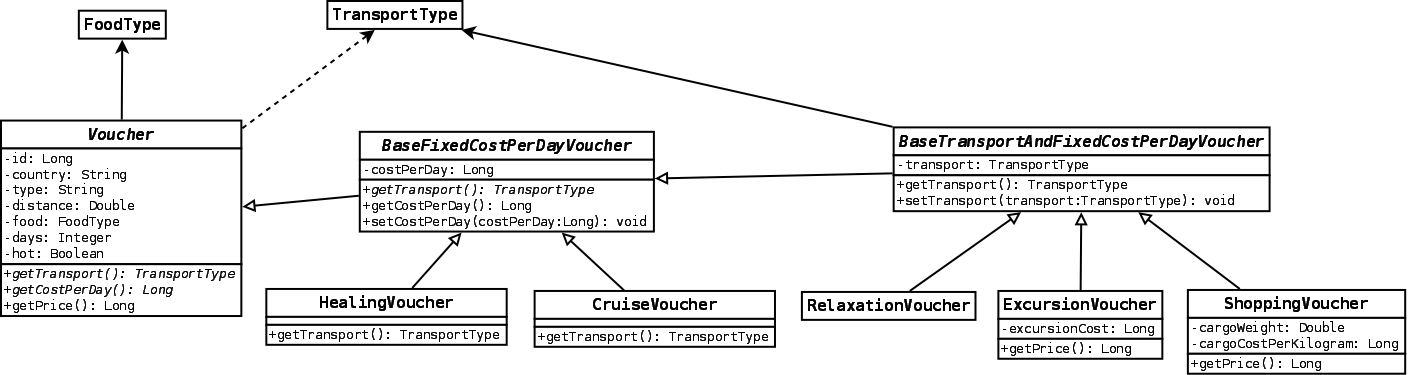 FoodType
TransportType
Voucher
-id: Long
-country: String
-type: String
-distance: Double
-food: FoodType
-days: Integer
-hot: Boolean
+getTransport(): TransportType
+getCostPerDay(): Long
+getPrice(): Long
BaseFixedCostPerDayVoucher
-costPerDay: Long
+getTransport(): TransportType
+getCostPerDay(): Long
+setCostPerDay(costPerDay:Long): void
BaseTransportAndFixedCostPerDayVoucher
-transport: TransportType
+getTransport(): TransportType
+setTransport(transport:TransportType): void
HealingVoucher
+getTransport(): TransportType
CruiseVoucher
+getTransport(): TransportType
RelaxationVoucher
ExcursionVoucher
-excursionCost: Long
+getPrice(): Long
ShoppingVoucher
-cargoWeight: Double
-cargoCostPerKilogram: Long
+getPrice(): Long